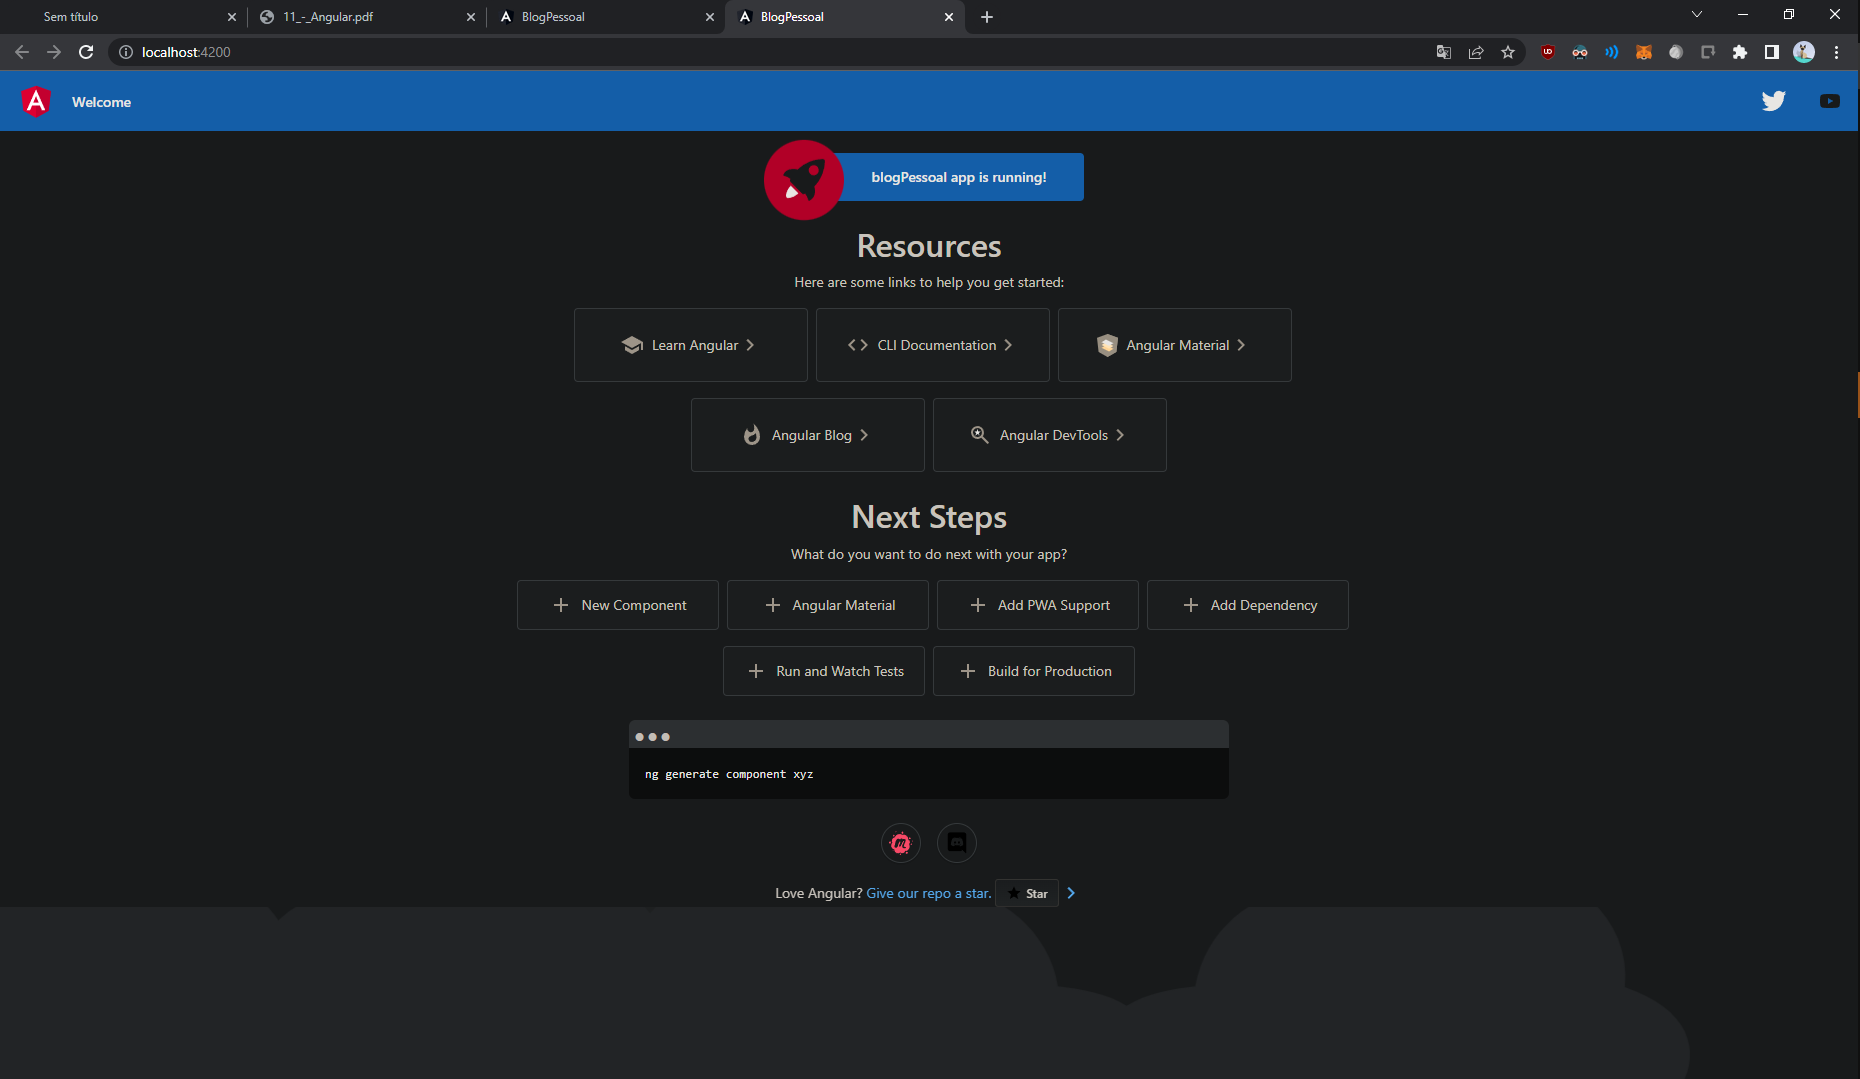 Sem título
11_-_Angular.pdf
BlogPessoal
BlogPessoal
localhost:4200
Welcome
blogPessoal app is running!
Resources
Here are some links to help you get started:
Learn Angular
CLI Documentation
Angular Material
Angular Blog
Angular DevTools
Next Steps
What do you want to do next with your app?
New Component
Angular Material
Add PWA Support
Add Dependency
Run and Watch Tests
Build for Production
ng generate component xyz
Love Angular? Give our repo a star. Star